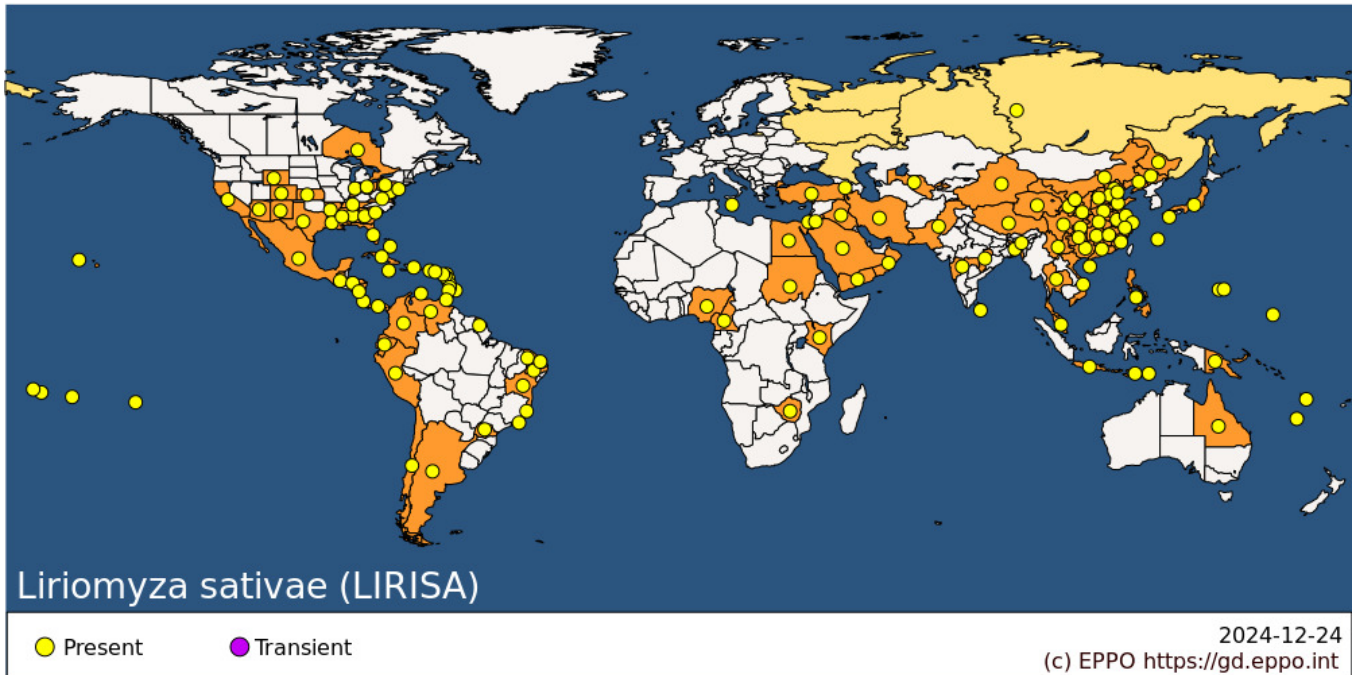 Liriomyza sativae (LIRISA)
Present
Transient
2024-12-24
(c) EPPO https://gd.eppo.int